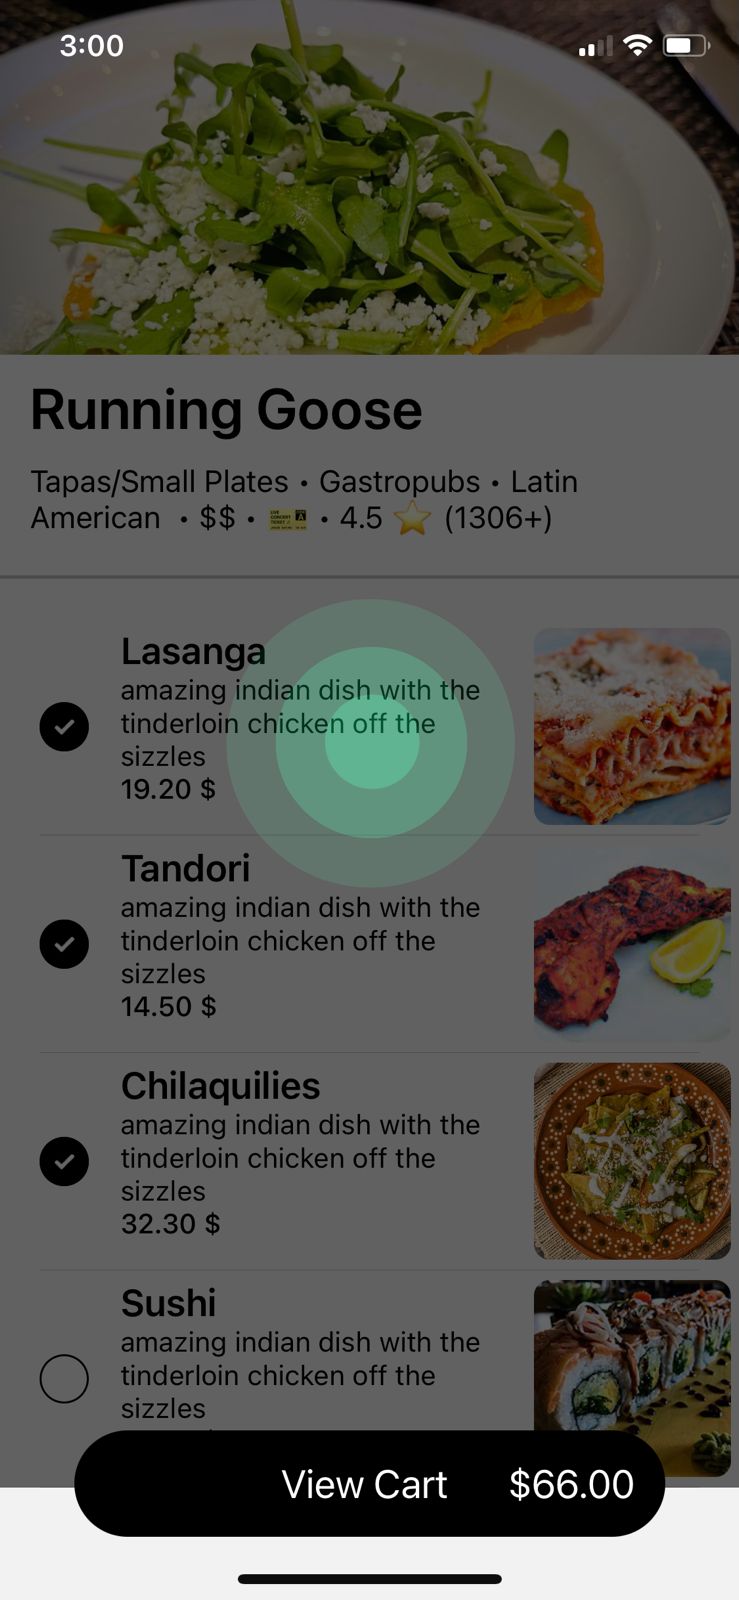 3:00
Running Goose
Tapas/Small Plates • Gastropubs • Latin
American • $$ • 🎫 • 4.5 ⭐ (1306+)
Lasanga
amazing indian dish with the
tinderloin chicken off the
sizzles
19.20 $
Tandori
amazing indian dish with the
tinderloin chicken off the
sizzles
14.50 $
Chilaquilies
amazing indian dish with the
tinderloin chicken off the
sizzles
32.30 $
Sushi
amazing indian dish with the
tinderloin chicken off the
sizzles
View Cart $66.00